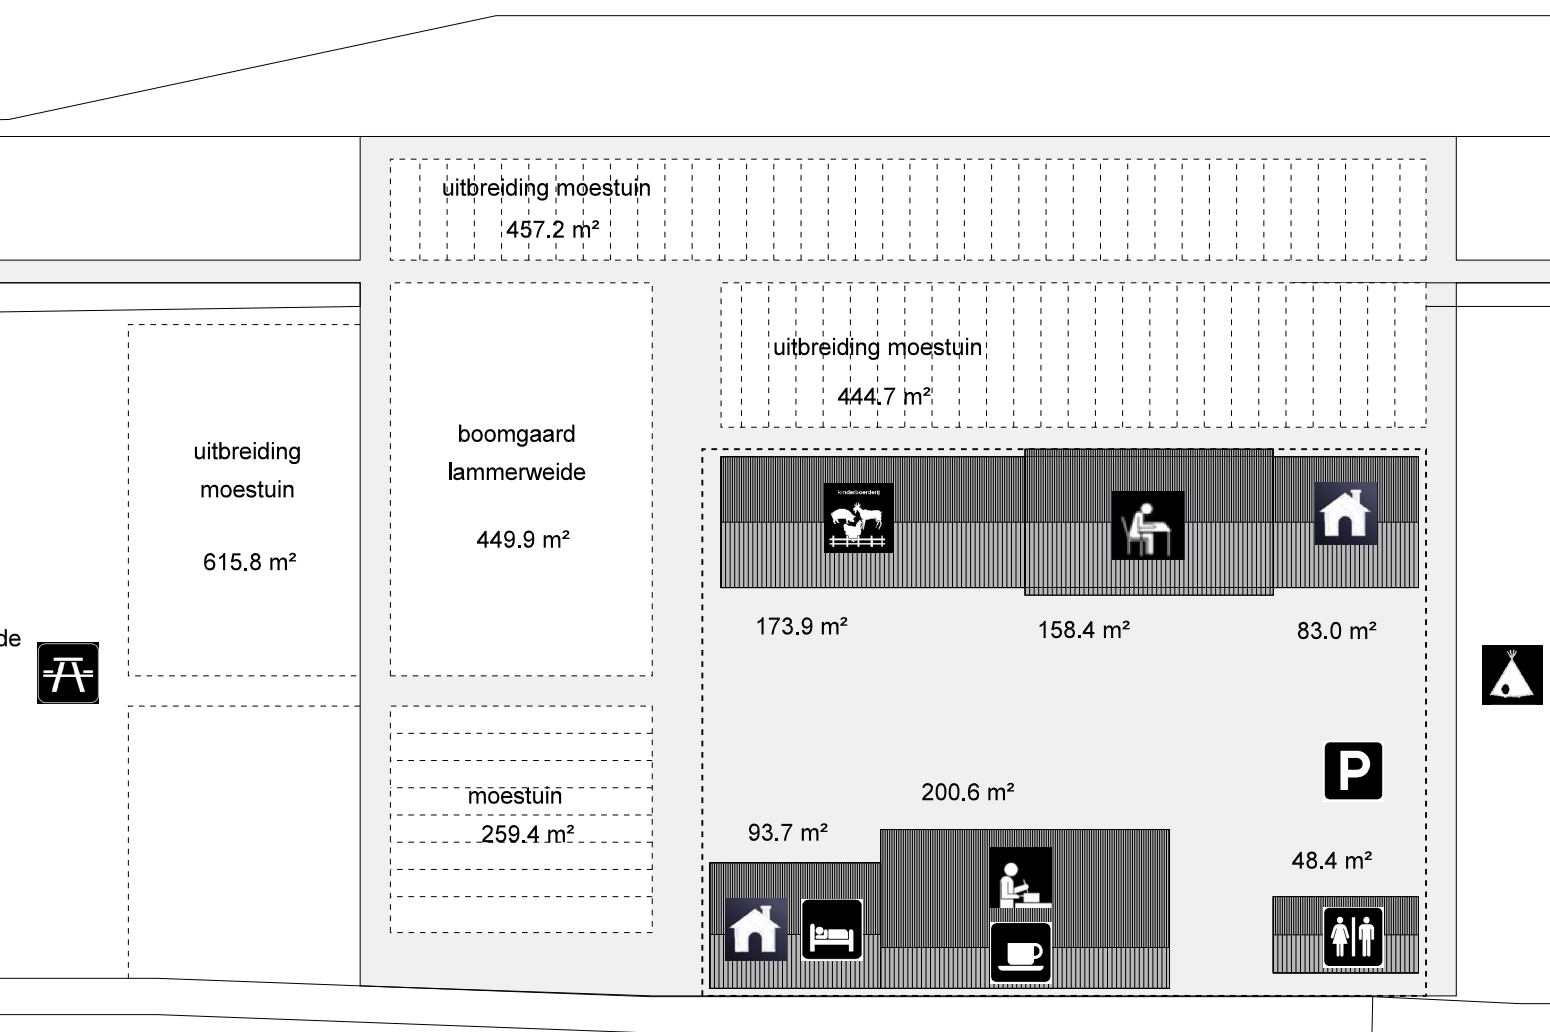 uitbreiding moestuin
457.2 m²
uitbreiding moestuin
444.7 m²
uitbreiding
moestuin
615.8 m²
boomgaard
lammerweide
449.9 m²
kinderboerderij
173.9 m²
158.4 m²
83.0 m²
de
P
moestuin
259.4 m²
200.6 m²
93.7 m²
48.4 m²